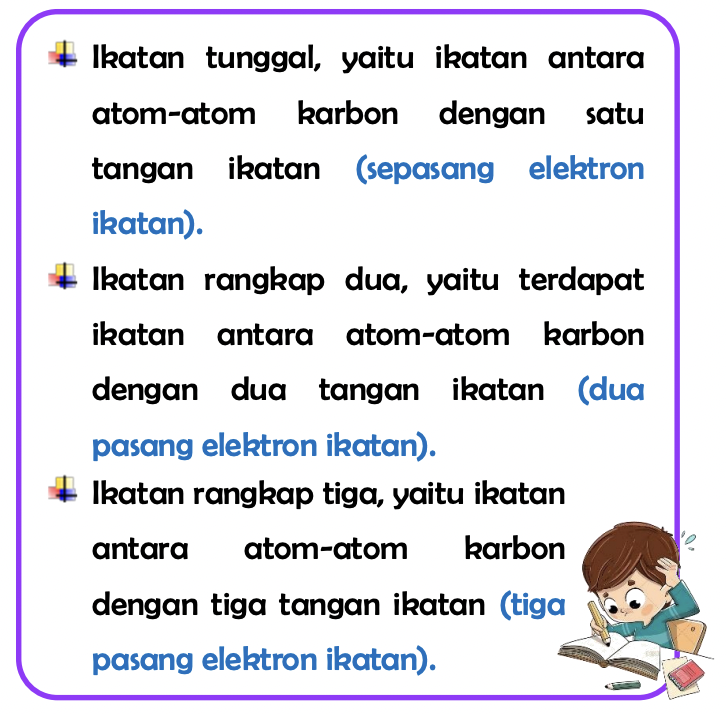 Ikatan tunggal, yaitu ikatan antara
atom-atom karbon dengan satu
tangan ikatan (sepasang elektron
ikatan).
Ikatan rangkap dua, yaitu terdapat
ikatan antara atom-atom karbon
dengan dua tangan ikatan (dua
pasang elektron ikatan).
Ikatan rangkap tiga, yaitu ikatan
antara atom-atom karbon
dengan tiga tangan ikatan (tiga
pasang elektron ikatan).